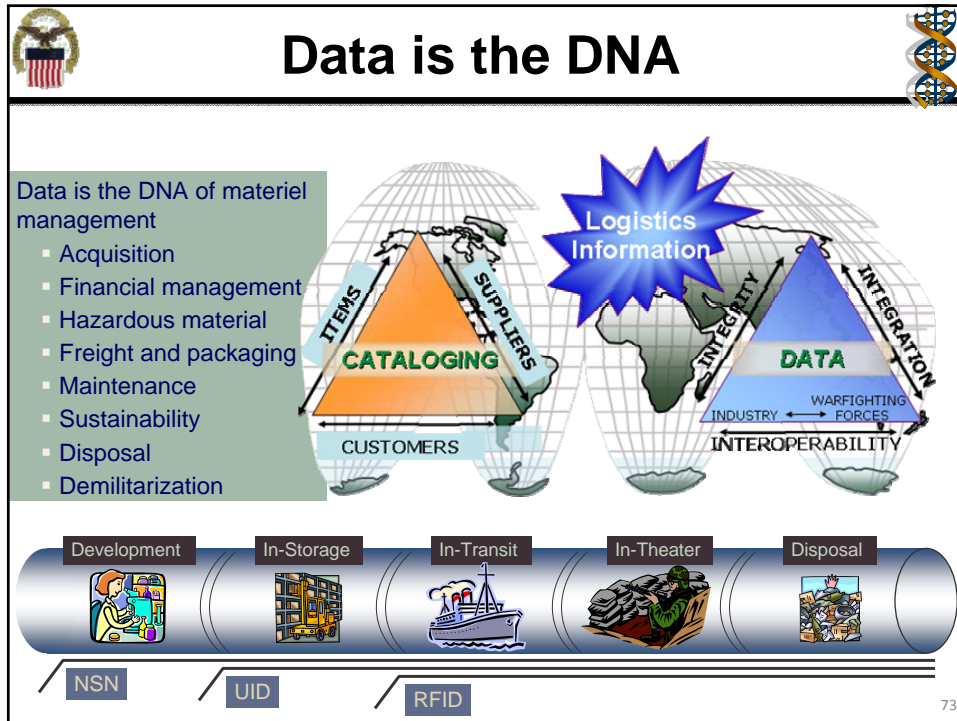 Data is the DNA
Data is the DNA of materiel
management
Acquisition
Financial management
Hazardous material
Freight and packaging
Maintenance
Sustainability
Disposal
Demilitarization
ITEMS
SUPPLIERS
CATALOGING
CUSTOMERS
Logistics
Information
INTEGRITY
INTEGRATION
DATA
WARFIGHTING
INDUSTRY
FORCES
INTEROPERABILITY
Development
In-Storage
In-Transit
In-Theater
Disposal
NSN
UID
RFID
73